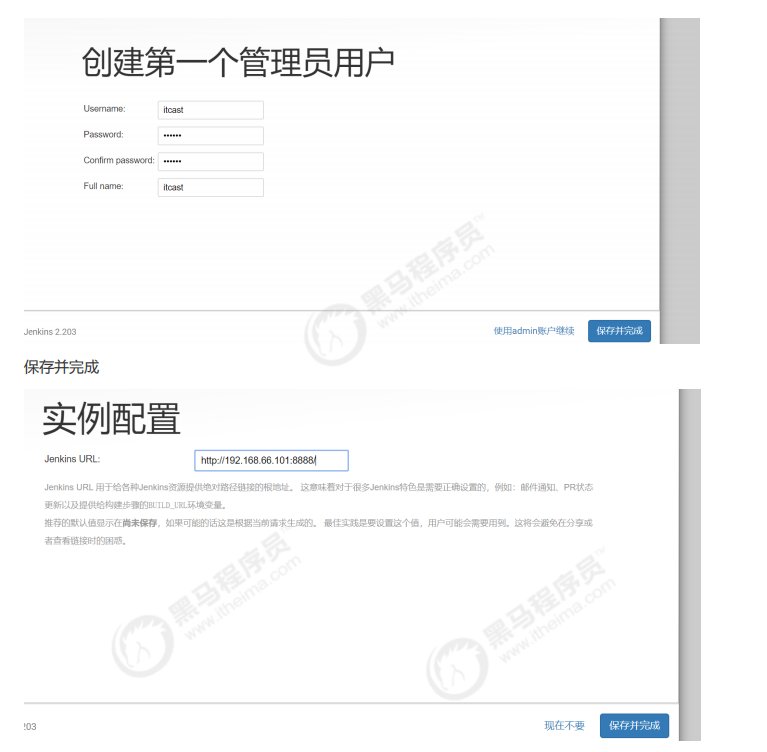 创建第一个管理员用户
Username: itcast
Password: ••••••
Confirm password: ••••••
Full name: itcast
黑马程序员™
www.itheima.com
Jenkins 2.203 使用admin账户继续 保存并完成
保存并完成
实例配置
Jenkins URL: http://192.168.66.101:8888/
Jenkins URL 用于给各种Jenkins资源提供绝对路径链接的根地址。 这意味着对于很多Jenkins特色是需要正确设置的，例如：邮件通知、PR状态
更新以及提供给构建步骤的BUILD_URL环境变量。
推荐的默认值显示在尚未保存，如果可能的话这是根据当前请求生成的。 最佳实践是要设置这个值，用户可能会需要用到。这将会避免在分享或
者查看链接时的困惑。
黑马程序员
www.itheima.com
黑马程序员™
www.itheima.com
203 现在不要 保存并完成